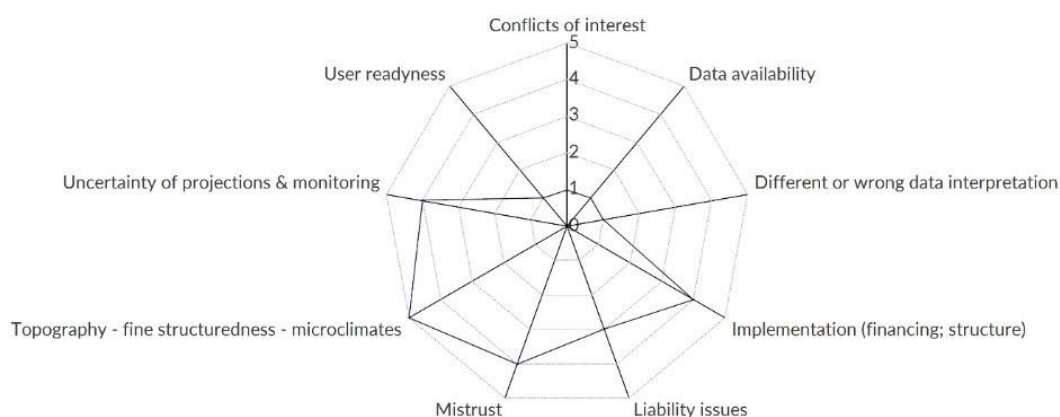 Conflicts of interest
5
User readyness
Data availability
4
3
2
Uncertainty of projections & monitoring
Different or wrong data interpretation
1
0
Topography - fine structuredness - microclimates
Implementation (financing; structure)
Mistrust
Liability issues